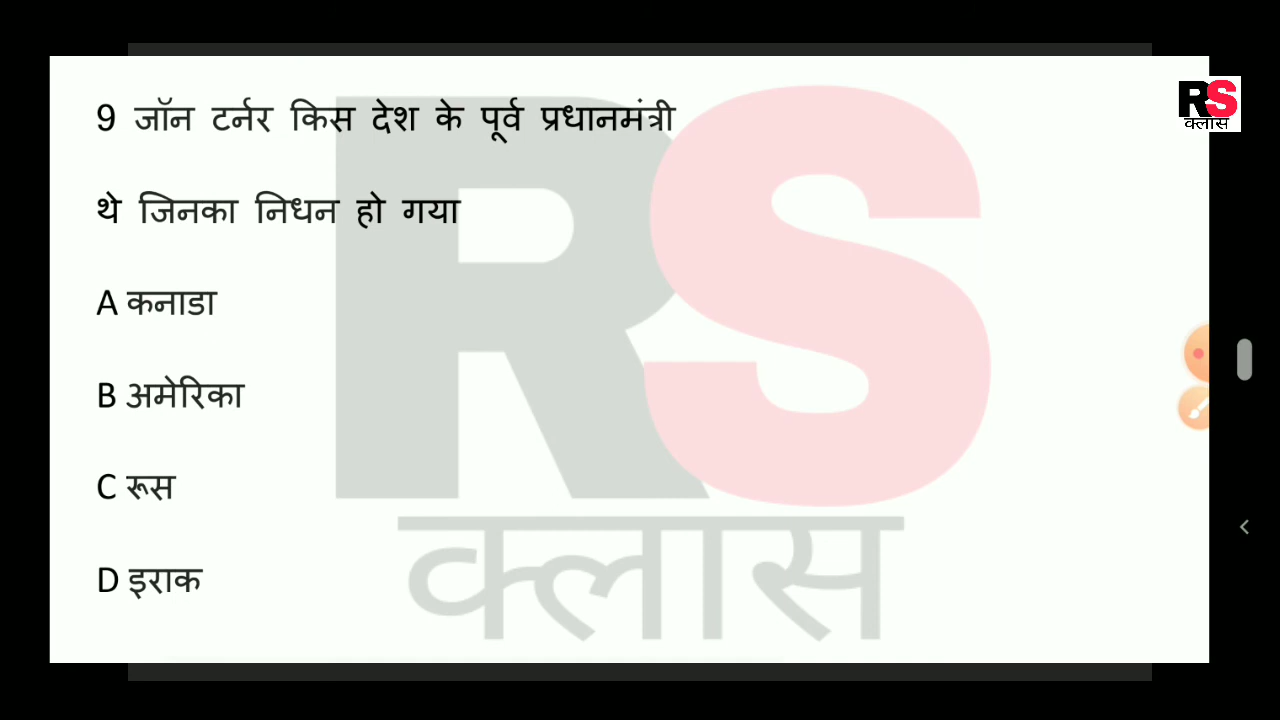 9 जॉन टर्नर किस देश के पूर्व प्रधानमंत्री
थे जिनका निधन हो गया
A कनाडा
B अमेरिका
C रूस
D इराक
RS
क्लास
RS
क्लास